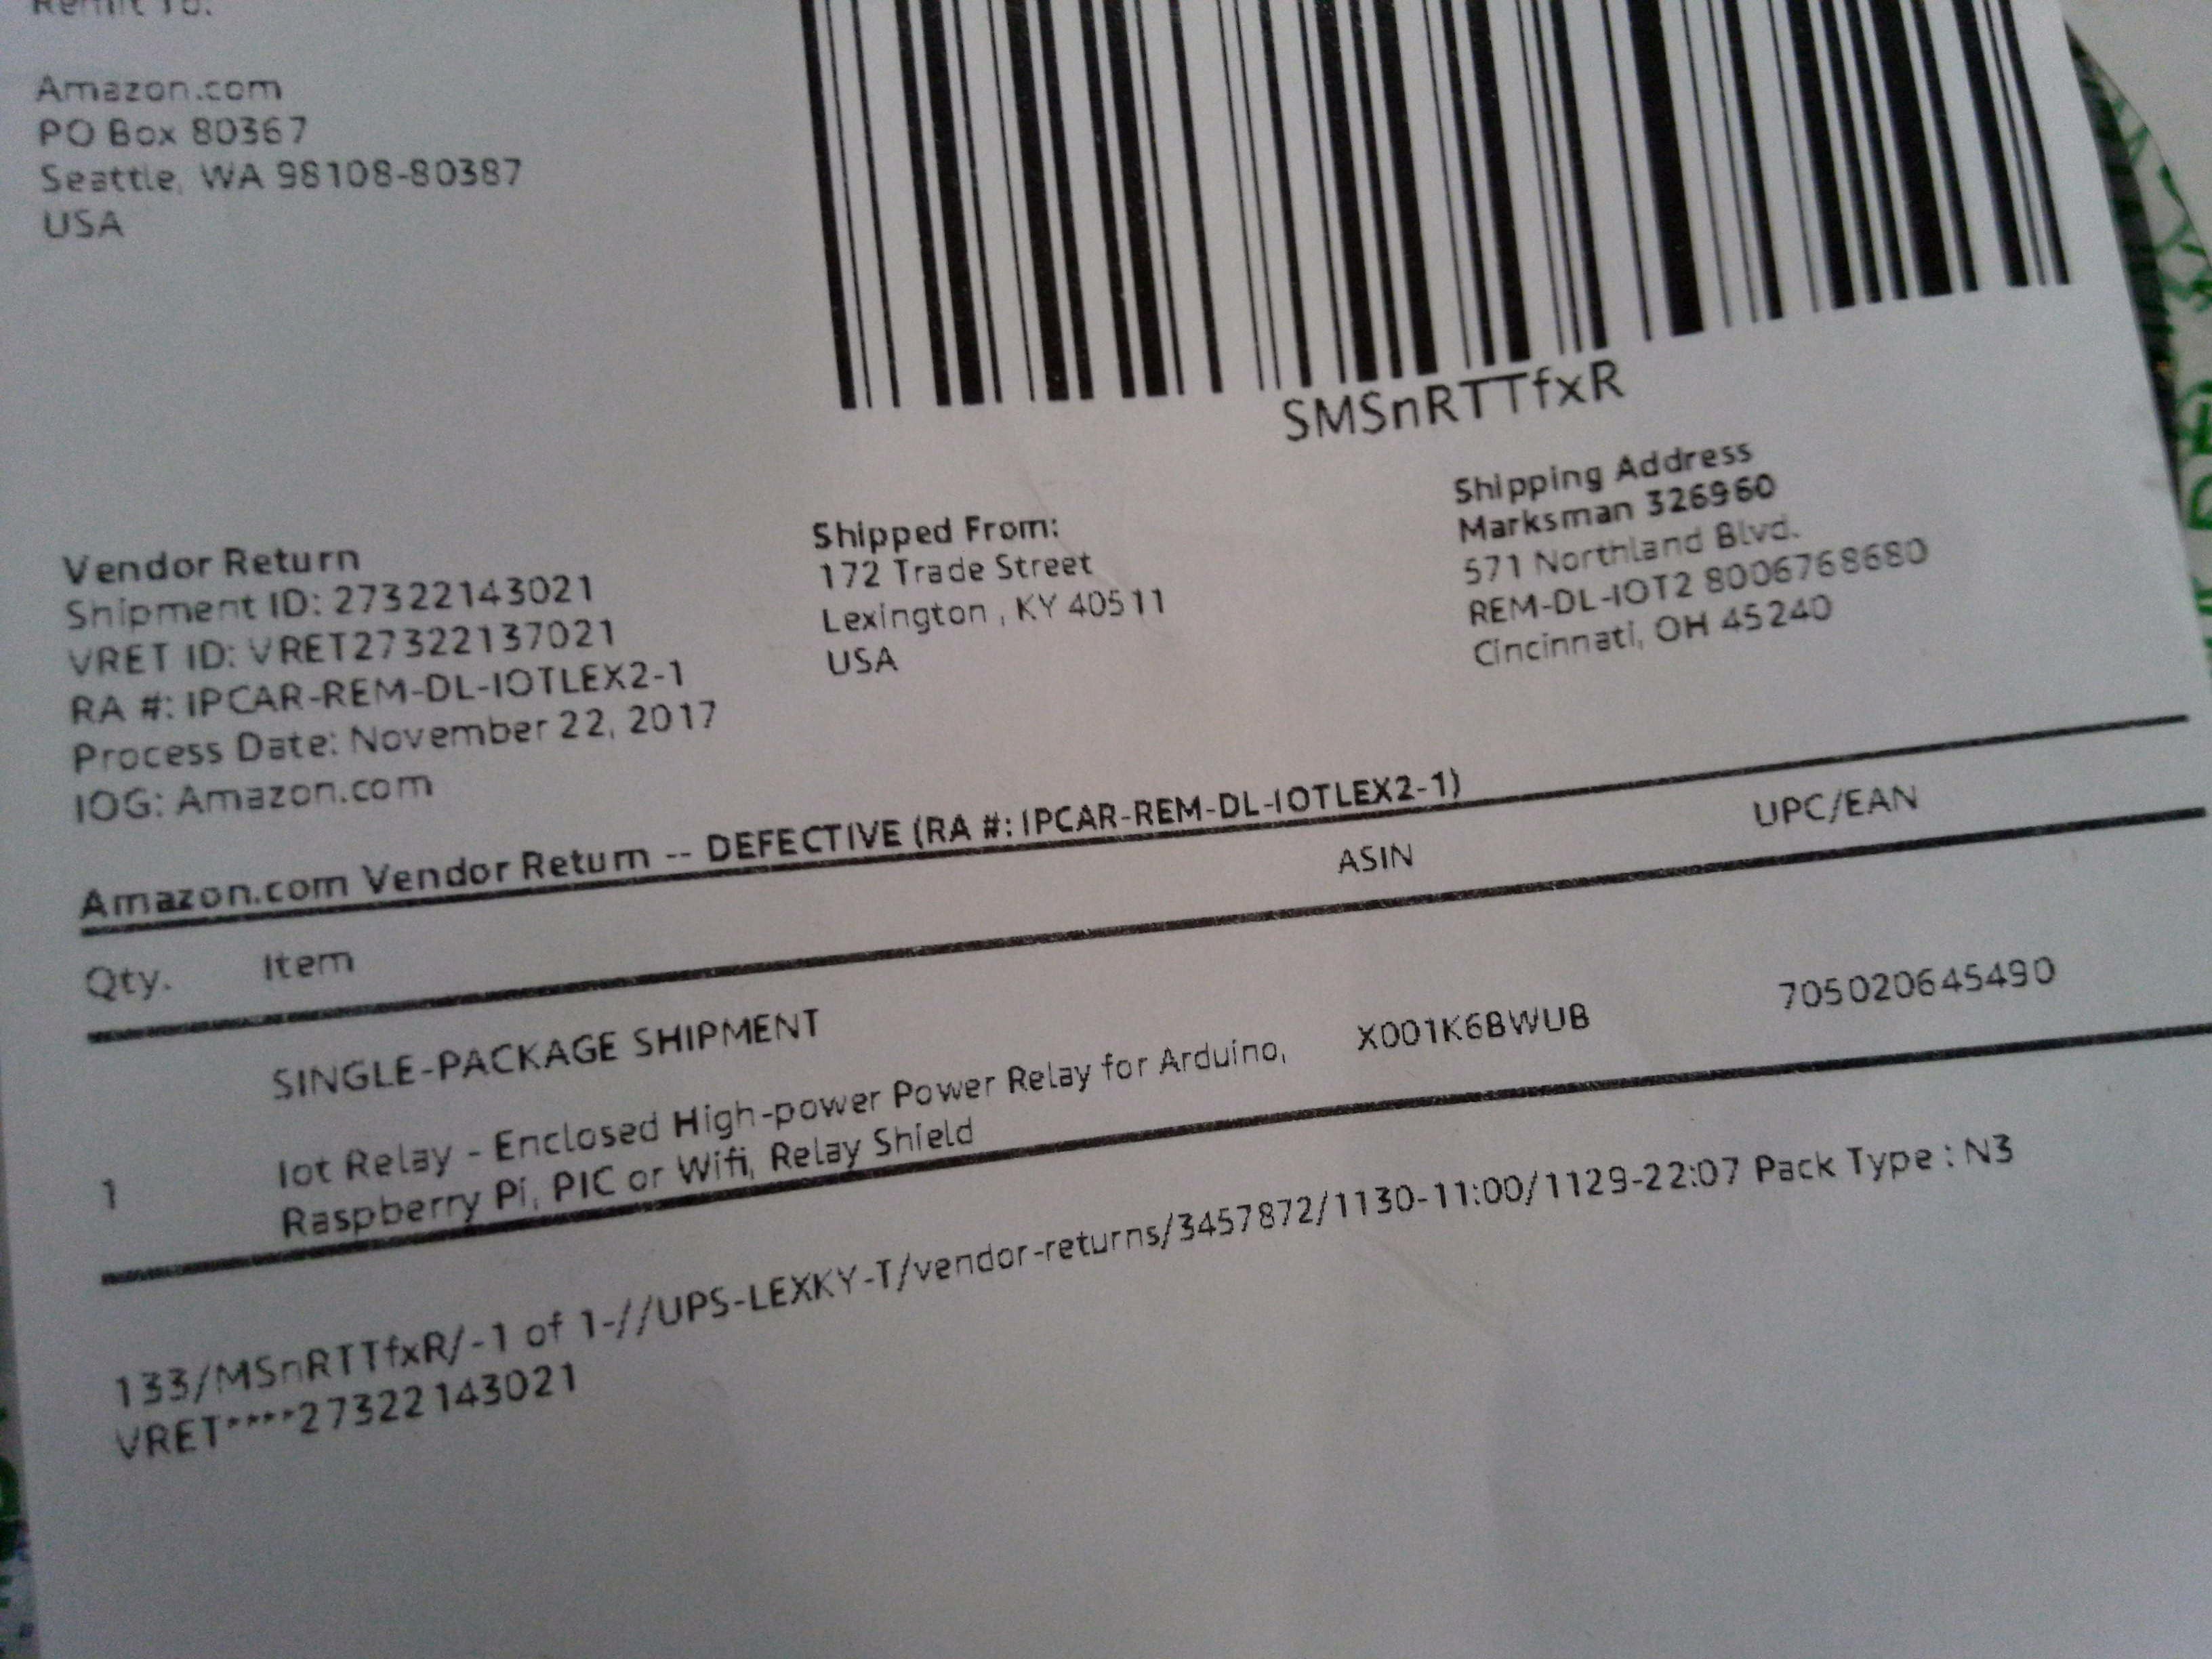 Remit To:
Amazon.com
PO Box 80367
Seattle, WA 98108-80387
USA
SMSnRTTfxR
Vendor Return
Shipment ID: 27322143021
VRET ID: VRET27322137021
RA #: IPCAR-REM-DL-IOTLEX2-1
Process Date: November 22, 2017
IOG: Amazon.com
Shipped From:
172 Trade Street
Lexington , KY 40511
USA
Shipping Address
Marksman 326960
571 Northland Blvd.
REM-DL-IOT2 8006768680
Cincinnati, OH 45240
Amazon.com Vendor Return -- DEFECTIVE (RA #: IPCAR-REM-DL-IOTLEX2-1)
Qty. Item ASIN UPC/EAN
SINGLE-PACKAGE SHIPMENT
1 Iot Relay - Enclosed High-power Power Relay for Arduino, X001K6BWUB 705020645490
Raspberry Pi, PIC or Wifi, Relay Shield
133/MSnRTTfxR/-1 of 1-//UPS-LEXKY-T/vendor-returns/3457872/1130-11:00/1129-22:07 Pack Type : N3
VRET****27322143021